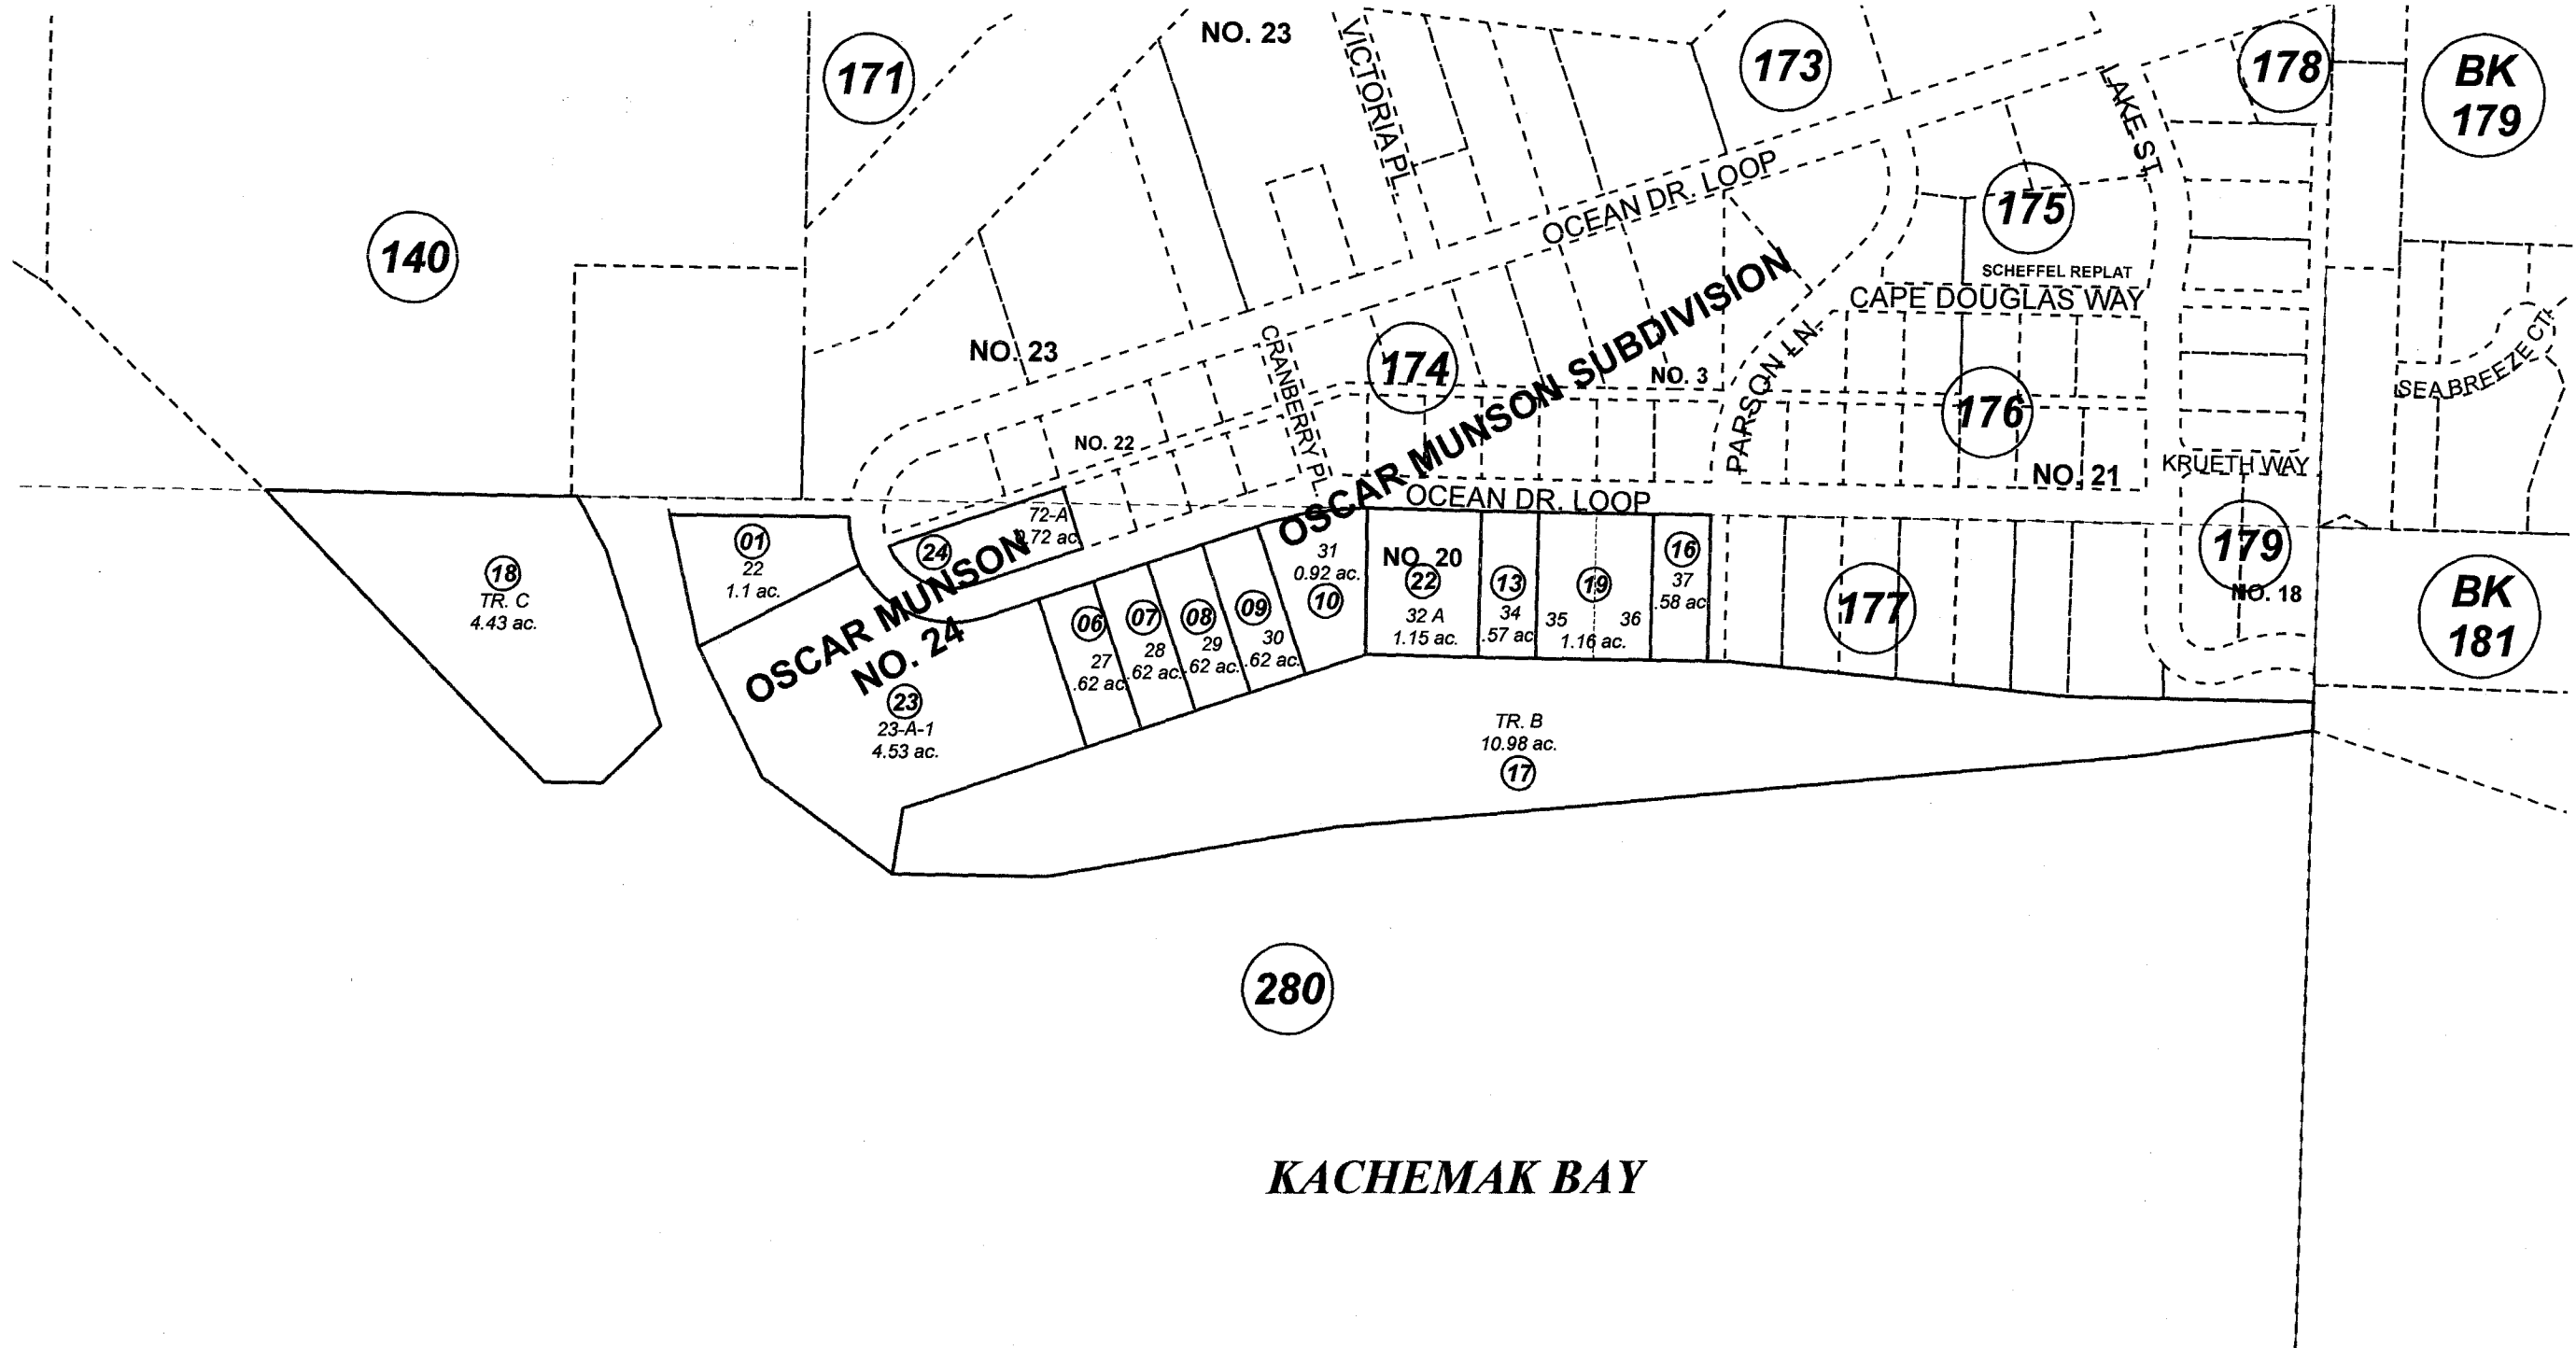 NO. 23
VICTORIA PL.
171
173
LAKE ST.
178
BK
179
140
OCEAN DR. LOOP
175
SCHEFFEL REPLAT
CAPE DOUGLAS WAY
NO. 23
CRANBERRY PL.
174
NO. 3
PARSON LN.
SEABREEZE CT.
OSCAR MUNSON SUBDIVISION
176
NO. 22
NO. 21
KRUETH WAY
OCEAN DR. LOOP
18
TR. C
4.43 ac.
01
22
1.1 ac.
24
72-A
.72 ac
OSCAR MUNSON
NO. 24
23
23-A-1
4.53 ac.
06
27
.62 ac.
07
28
.62 ac.
08
29
.62 ac.
09
30
.62 ac.
31
0.92 ac.
10
NO. 20
22
32 A
1.15 ac.
13
34
.57 ac
19
35
36
1.16 ac.
16
37
.58 ac
177
179
NO. 18
BK
181
TR. B
10.98 ac.
17
280
KACHEMAK BAY